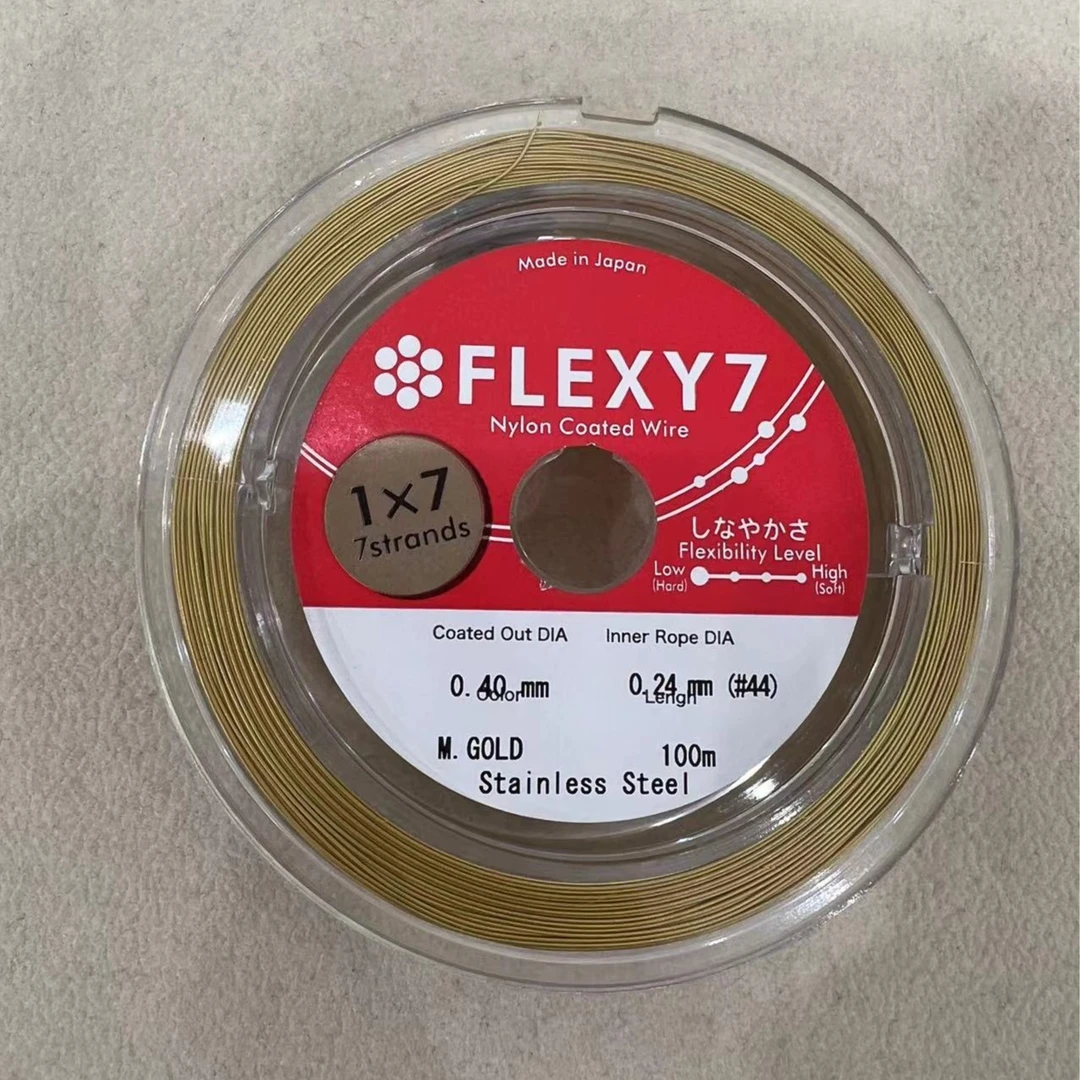 Made in Japan
FLEXY7
Nylon Coated Wire
1×7
7strands
しなやかさ
Flexibility Level
Low High
(Hard) (Soft)
Coated Out DIA Inner Rope DIA
0.40 mm 0.24 mm (#44)
Color Lengh
M.GOLD 100m
Stainless Steel